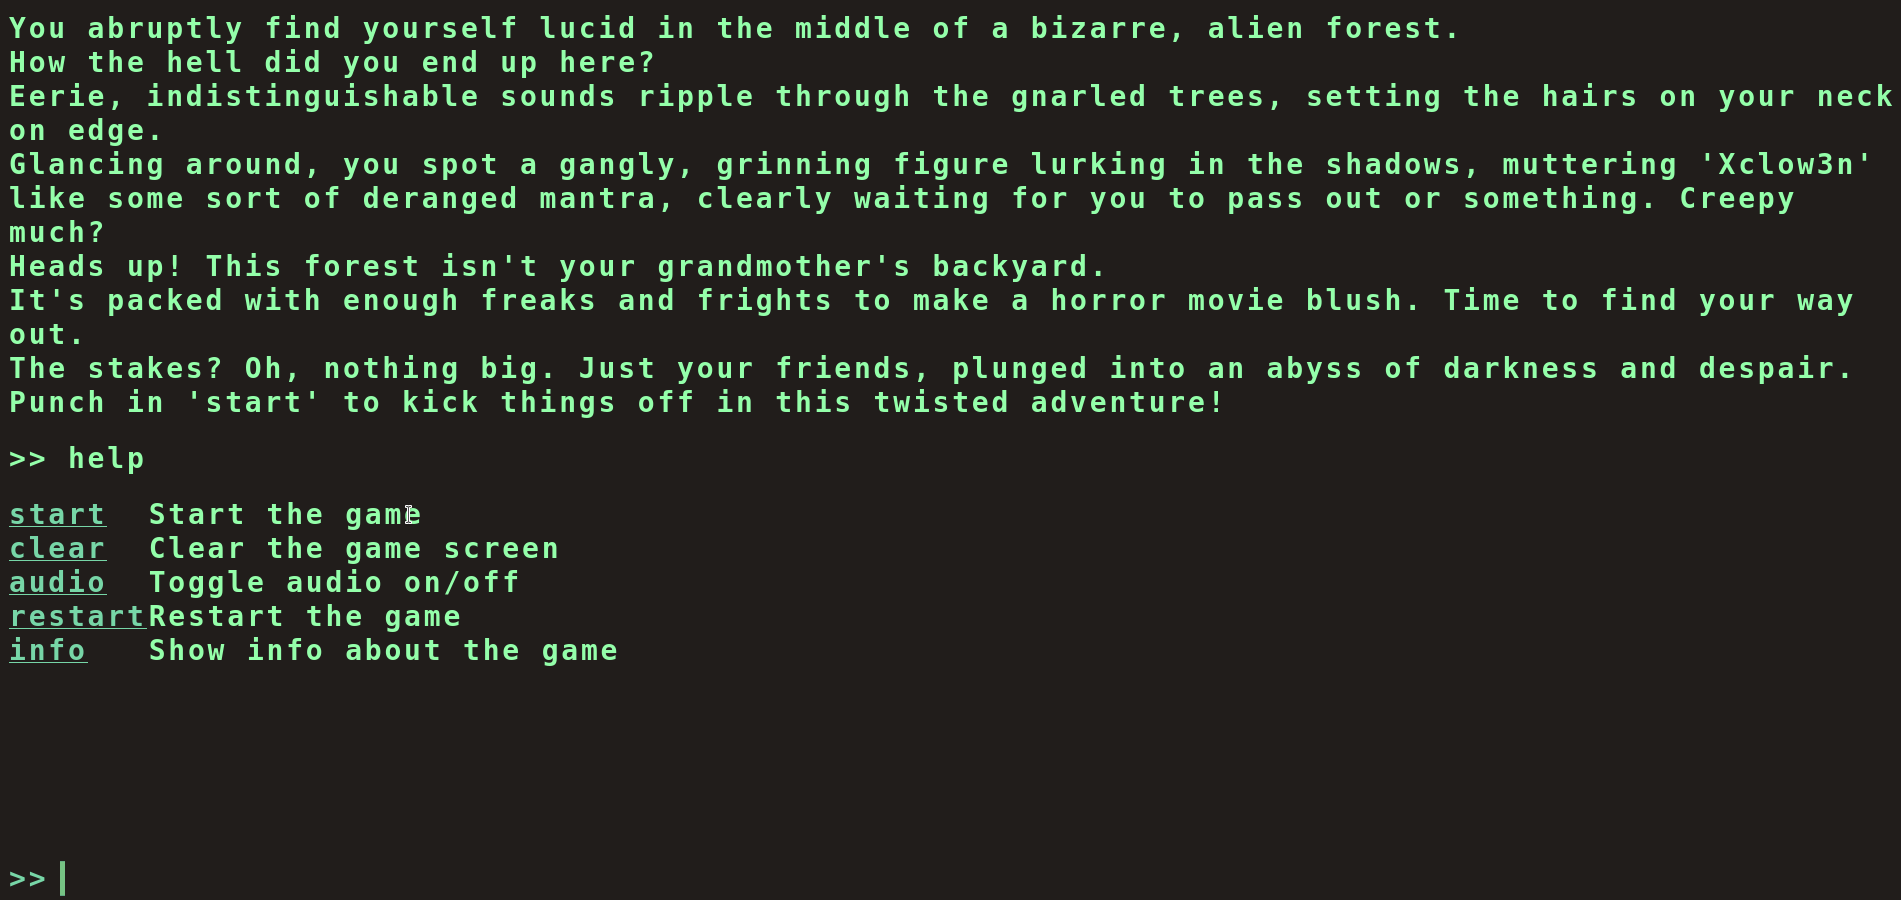 You abruptly find yourself lucid in the middle of a bizarre, alien forest.
How the hell did you end up here?
Eerie, indistinguishable sounds ripple through the gnarled trees, setting the hairs on your neck
on edge.
Glancing around, you spot a gangly, grinning figure lurking in the shadows, muttering 'Xclow3n'
like some sort of deranged mantra, clearly waiting for you to pass out or something. Creepy
much?
Heads up! This forest isn't your grandmother's backyard.
It's packed with enough freaks and frights to make a horror movie blush. Time to find your way
out.
The stakes? Oh, nothing big. Just your friends, plunged into an abyss of darkness and despair.
Punch in 'start' to kick things off in this twisted adventure!
>> help
start Start the game
clear Clear the game screen
audio Toggle audio on/off
restart Restart the game
info Show info about the game
>>